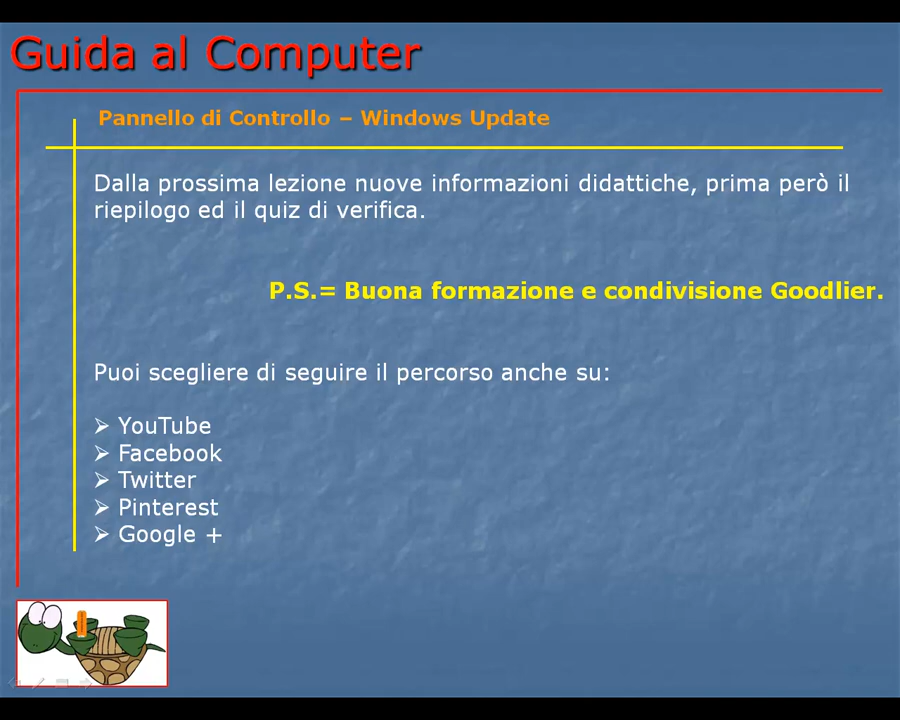 Guida al Computer
Pannello di Controllo – Windows Update
Dalla prossima lezione nuove informazioni didattiche, prima però il
riepilogo ed il quiz di verifica.
P.S.= Buona formazione e condivisione Goodlier.
Puoi scegliere di seguire il percorso anche su:
YouTube
Facebook
Twitter
Pinterest
Google +